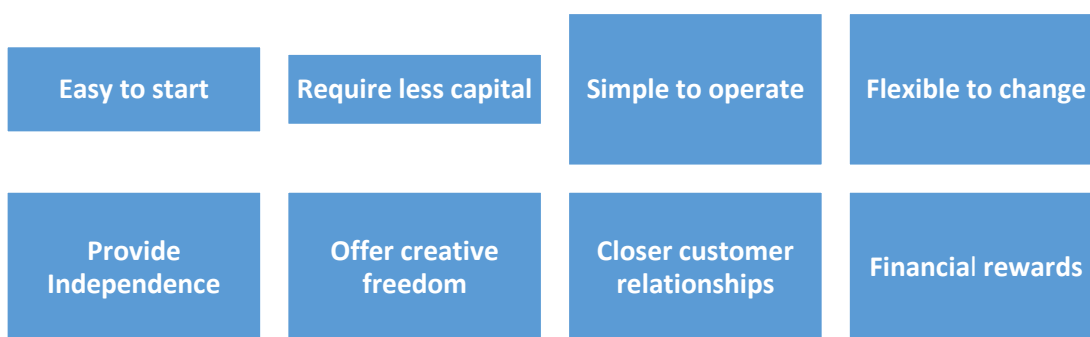 Easy to start
Require less capital
Simple to operate
Flexible to change
Provide
Independence
Offer creative
freedom
Closer customer
relationships
Financial rewards